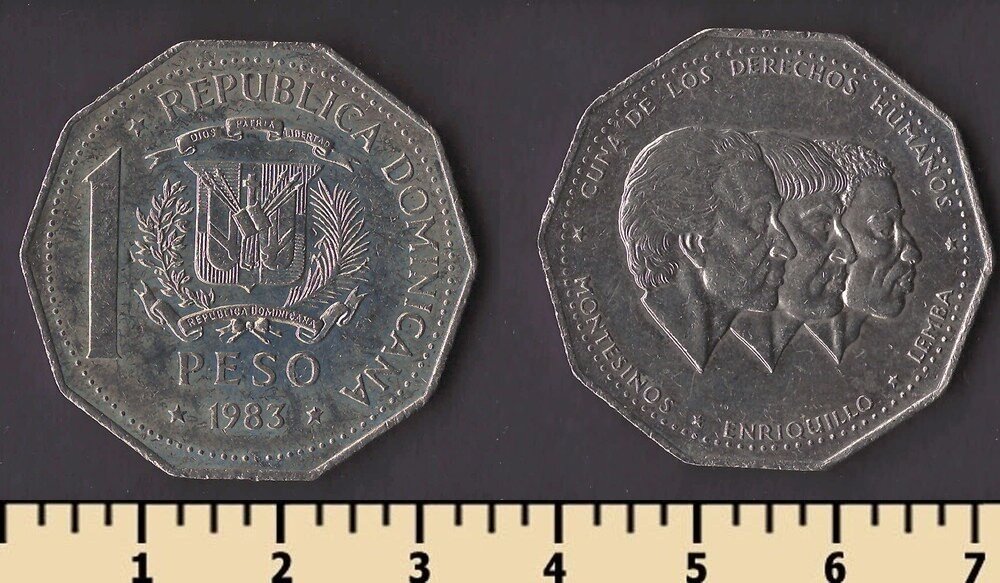 REPUBLICA DOMINICANA
DIOS PATRIA LIBERTAD
1
REPUBLICA DOMINICANA
PESO
1983
CUNA DE LOS DERECHOS HUMANOS
MONTESINOS ENRIQUILLO LEMBA
1 2 3 4 5 6 7